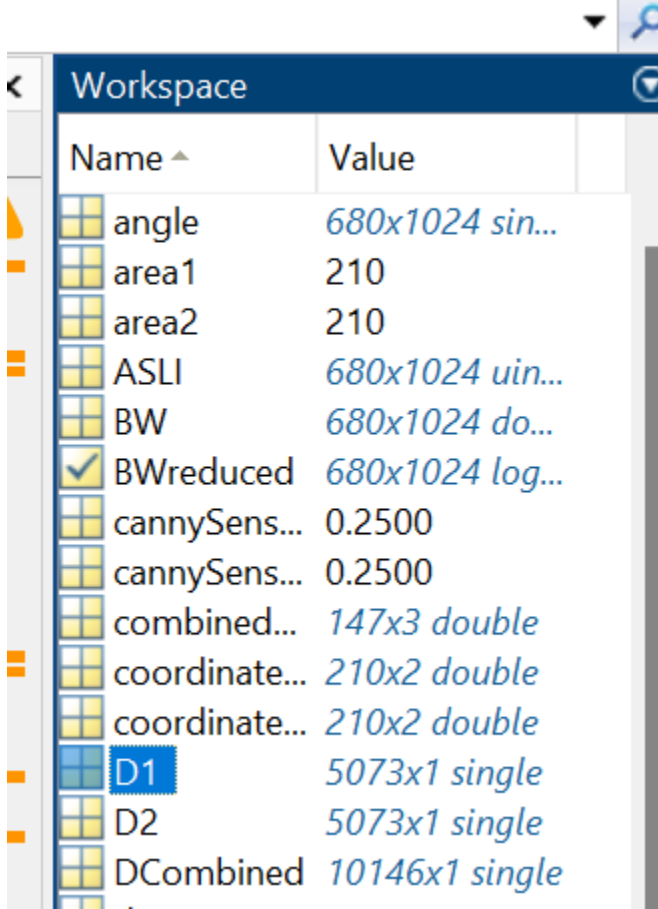 Workspace
Name Value
angle 680x1024 sin...
area1 210
area2 210
ASLI 680x1024 uin...
BW 680x1024 do...
BWreduced 680x1024 log...
cannySens... 0.2500
cannySens... 0.2500
combined... 147x3 double
coordinate... 210x2 double
coordinate... 210x2 double
D1 5073x1 single
D2 5073x1 single
DCombined 10146x1 single